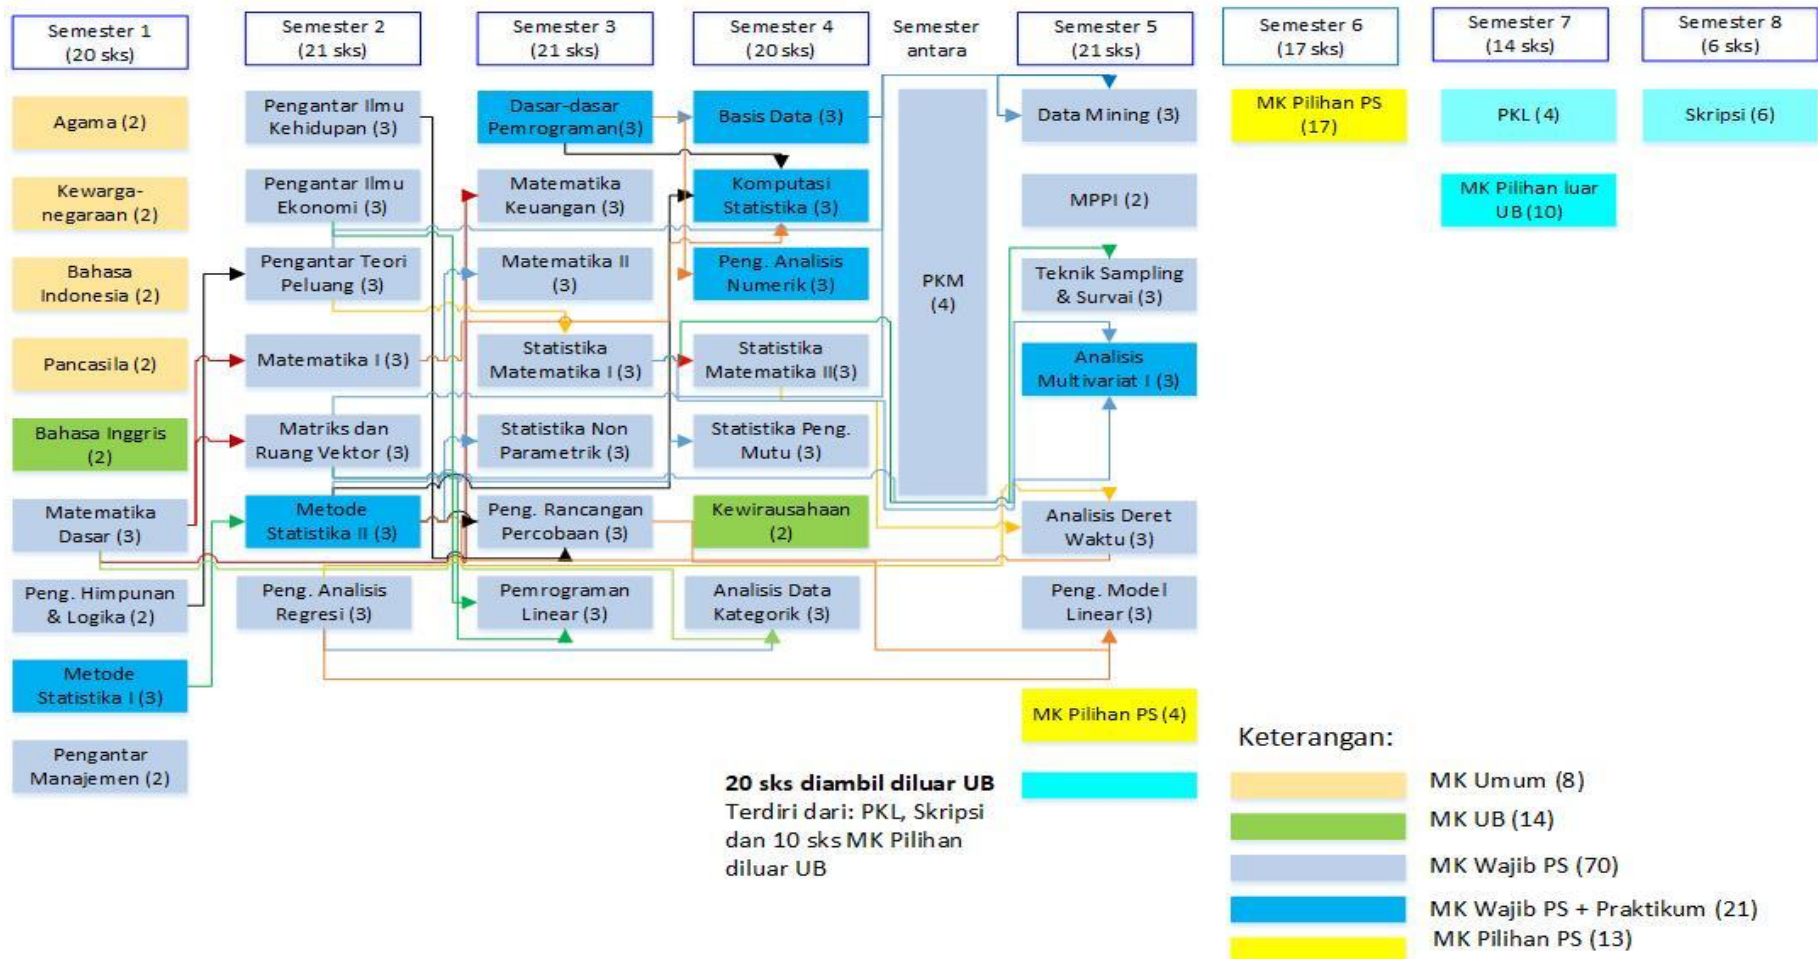 Semester 1
(20 sks)
Agama (2)
Kewarga-
negaraan (2)
Bahasa
Indonesia (2)
Pancasila (2)
Bahasa Inggris
(2)
Matematika
Dasar (3)
Peng. Himpunan
& Logika (2)
Metode
Statistika I (3)
Pengantar
Manajemen (2)
Semester 2
(21 sks)
Pengantar Ilmu
Kehidupan (3)
Pengantar Ilmu
Ekonomi (3)
Pengantar Teori
Peluang (3)
Matematika I (3)
Matriks dan
Ruang Vektor (3)
Metode
Statistika II (3)
Peng. Analisis
Regresi (3)
Semester 3
(21 sks)
Dasar-dasar
Pemrograman(3)
Matematika
Keuangan (3)
Matematika II
(3)
Statistika
Matematika I (3)
Statistika Non
Parametrik (3)
Peng. Rancangan
Percobaan (3)
Pemrograman
Linear (3)
Semester 4
(20 sks)
Basis Data (3)
Komputasi
Statistika (3)
Peng. Analisis
Numerik (3)
Statistika
Matematika II(3)
Statistika Peng.
Mutu (3)
Kewirausahaan
(2)
Analisis Data
Kategorik (3)
Semester
antara
PKM
(4)
Semester 5
(21 sks)
Data Mining (3)
MPPI (2)
Teknik Sampling
& Survai (3)
Analisis
Multivariat I (3)
Analisis Deret
Waktu (3)
Peng. Model
Linear (3)
MK Pilihan PS (4)
Semester 6
(17 sks)
MK Pilihan PS
(17)
Semester 7
(14 sks)
PKL (4)
MK Pilihan luar
UB (10)
Semester 8
(6 sks)
Skripsi (6)
20 sks diambil diluar UB
Terdiri dari: PKL, Skripsi
dan 10 sks MK Pilihan
diluar UB
Keterangan:
MK Umum (8)
MK UB (14)
MK Wajib PS (70)
MK Wajib PS + Praktikum (21)
MK Pilihan PS (13)